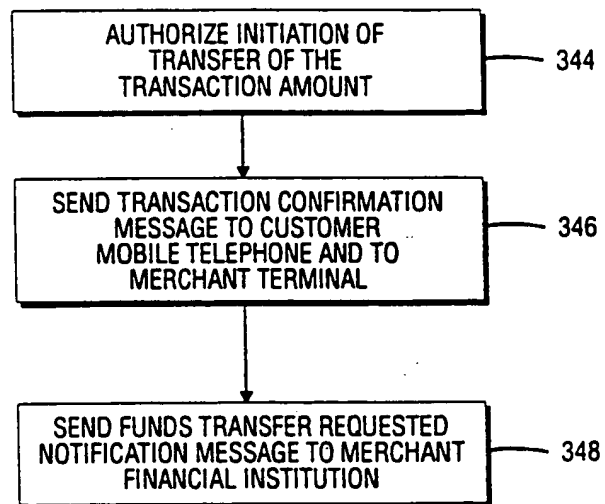 AUTHORIZE INITIATION OF
TRANSFER OF THE
TRANSACTION AMOUNT
344
SEND TRANSACTION CONFIRMATION
MESSAGE TO CUSTOMER
MOBILE TELEPHONE AND TO
MERCHANT TERMINAL
346
SEND FUNDS TRANSFER REQUESTED
NOTIFICATION MESSAGE TO MERCHANT
FINANCIAL INSTITUTION
348